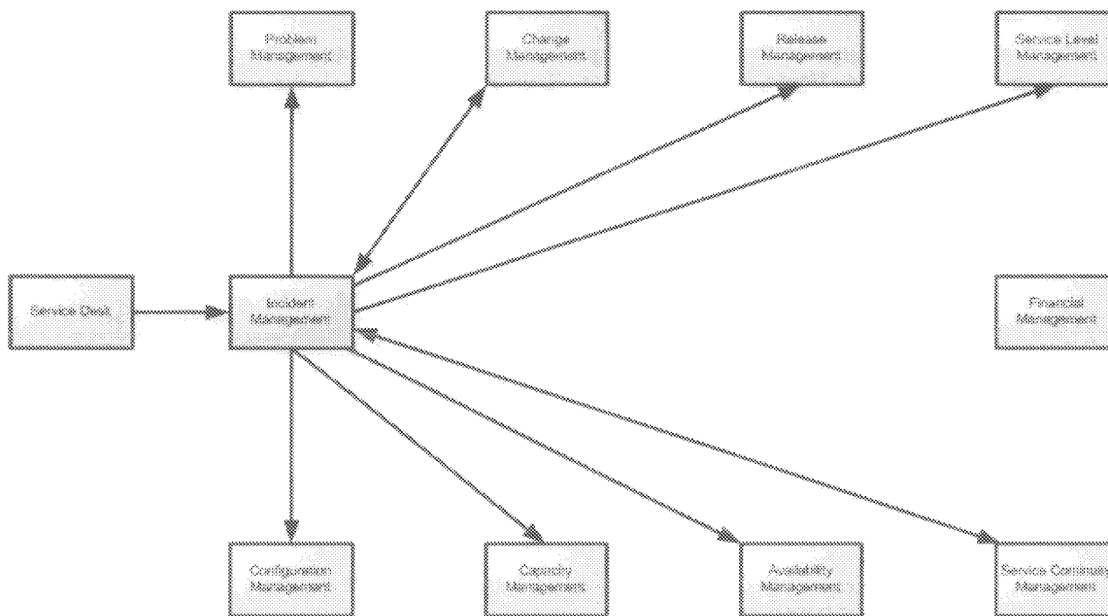 Problem
Management
Change
Management
Release
Management
Service Level
Management
Service Desk
Incident
Management
Financial
Management
Configuration
Management
Capacity
Management
Availability
Management
Service Continuity
Management